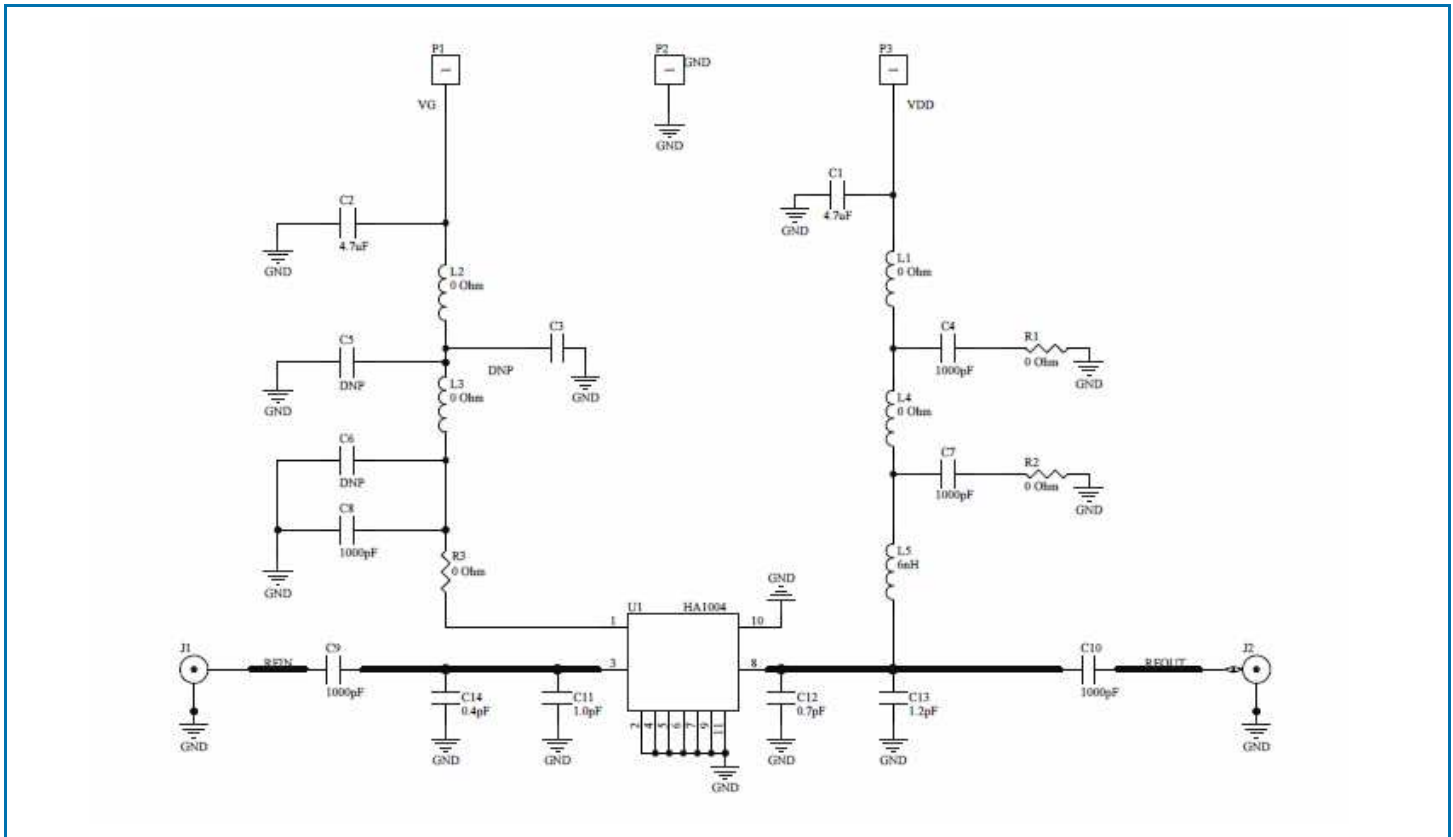 P1
P2
GND
P3
VG
VDD
GND
C1
4.7uF
GND
C2
4.7uF
GND
L1
0 Ohm
L2
0 Ohm
C3
DNP
GND
C4
1000pF
R1
0 Ohm
GND
C5
DNP
GND
L3
0 Ohm
L4
0 Ohm
C6
DNP
C7
1000pF
R2
0 Ohm
GND
C8
1000pF
GND
R3
0 Ohm
L5
6nH
GND
U1 HA1004
1
10
3
8
2 4 5 6 7 9 11
GND
J1
RFIN
C9
1000pF
GND
C14
0.4pF
GND
C11
1.0pF
GND
C12
0.7pF
GND
C13
1.2pF
GND
C10
1000pF
RFOUT
J2
GND